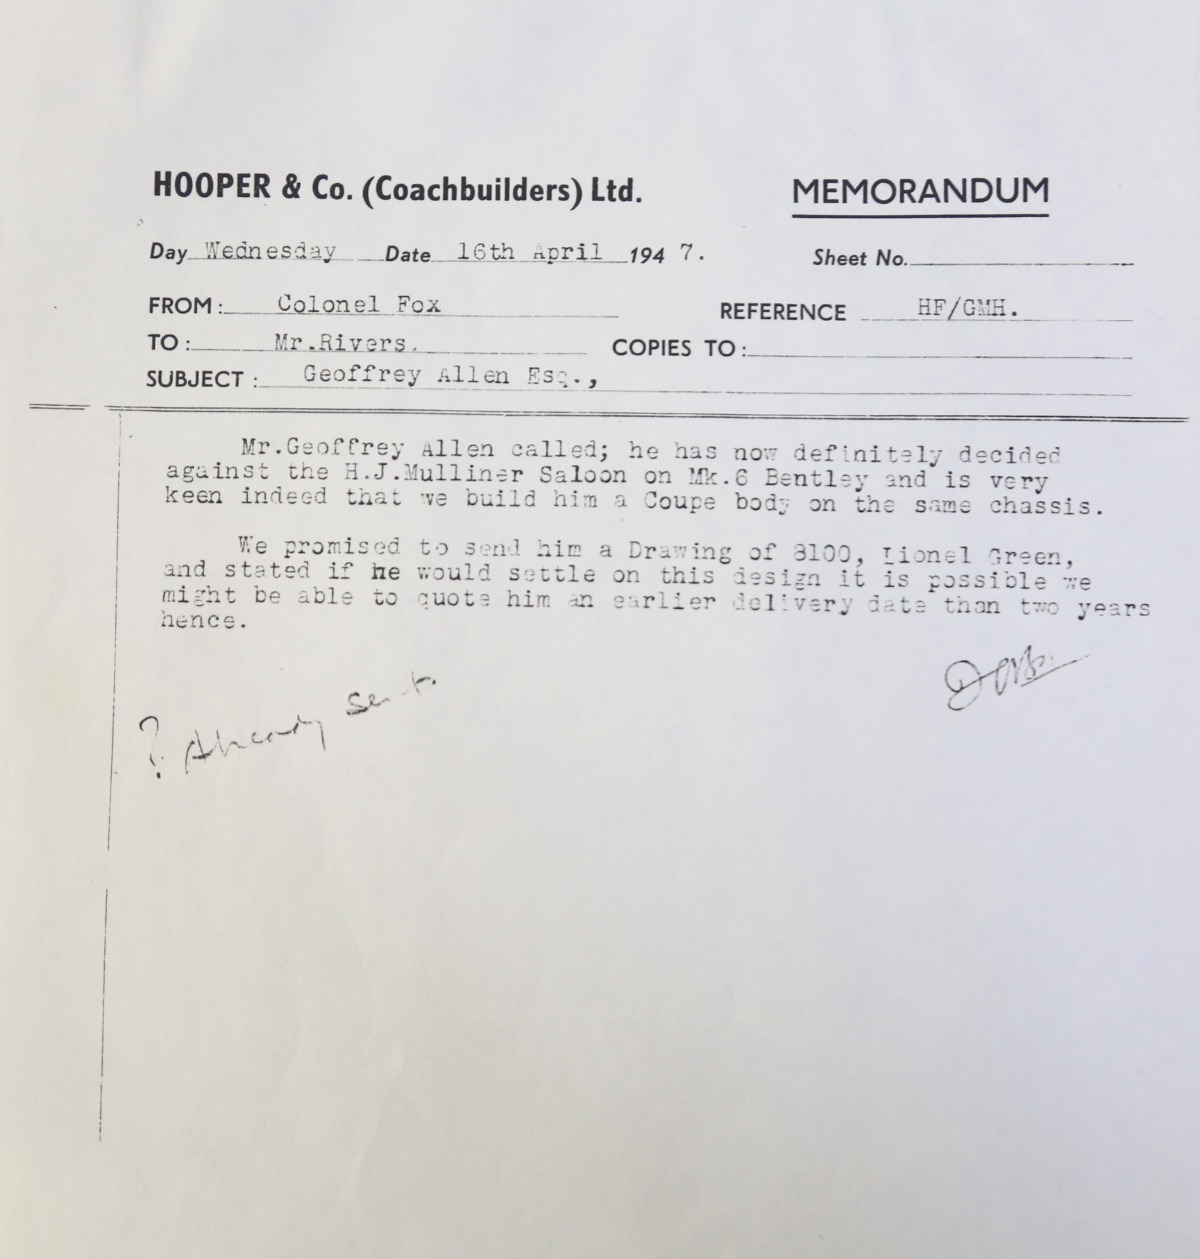 HOOPER & Co. (Coachbuilders) Ltd. MEMORANDUM
Day Wednesday Date 16th April 1947. Sheet No.
FROM: Colonel Fox REFERENCE HF/GMH.
TO: Mr.Rivers. COPIES TO:
SUBJECT: Geoffrey Allen Esq.,
Mr.Geoffrey Allen called; he has now definitely decided
against the H.J.Mulliner Saloon on Mk.6 Bentley and is very
keen indeed that we build him a Coupe body on the same chassis.
We promised to send him a Drawing of 8100, Lionel Green,
and stated if he would settle on this design it is possible we
might be able to quote him an earlier delivery date than two years
hence.
? Already sent.